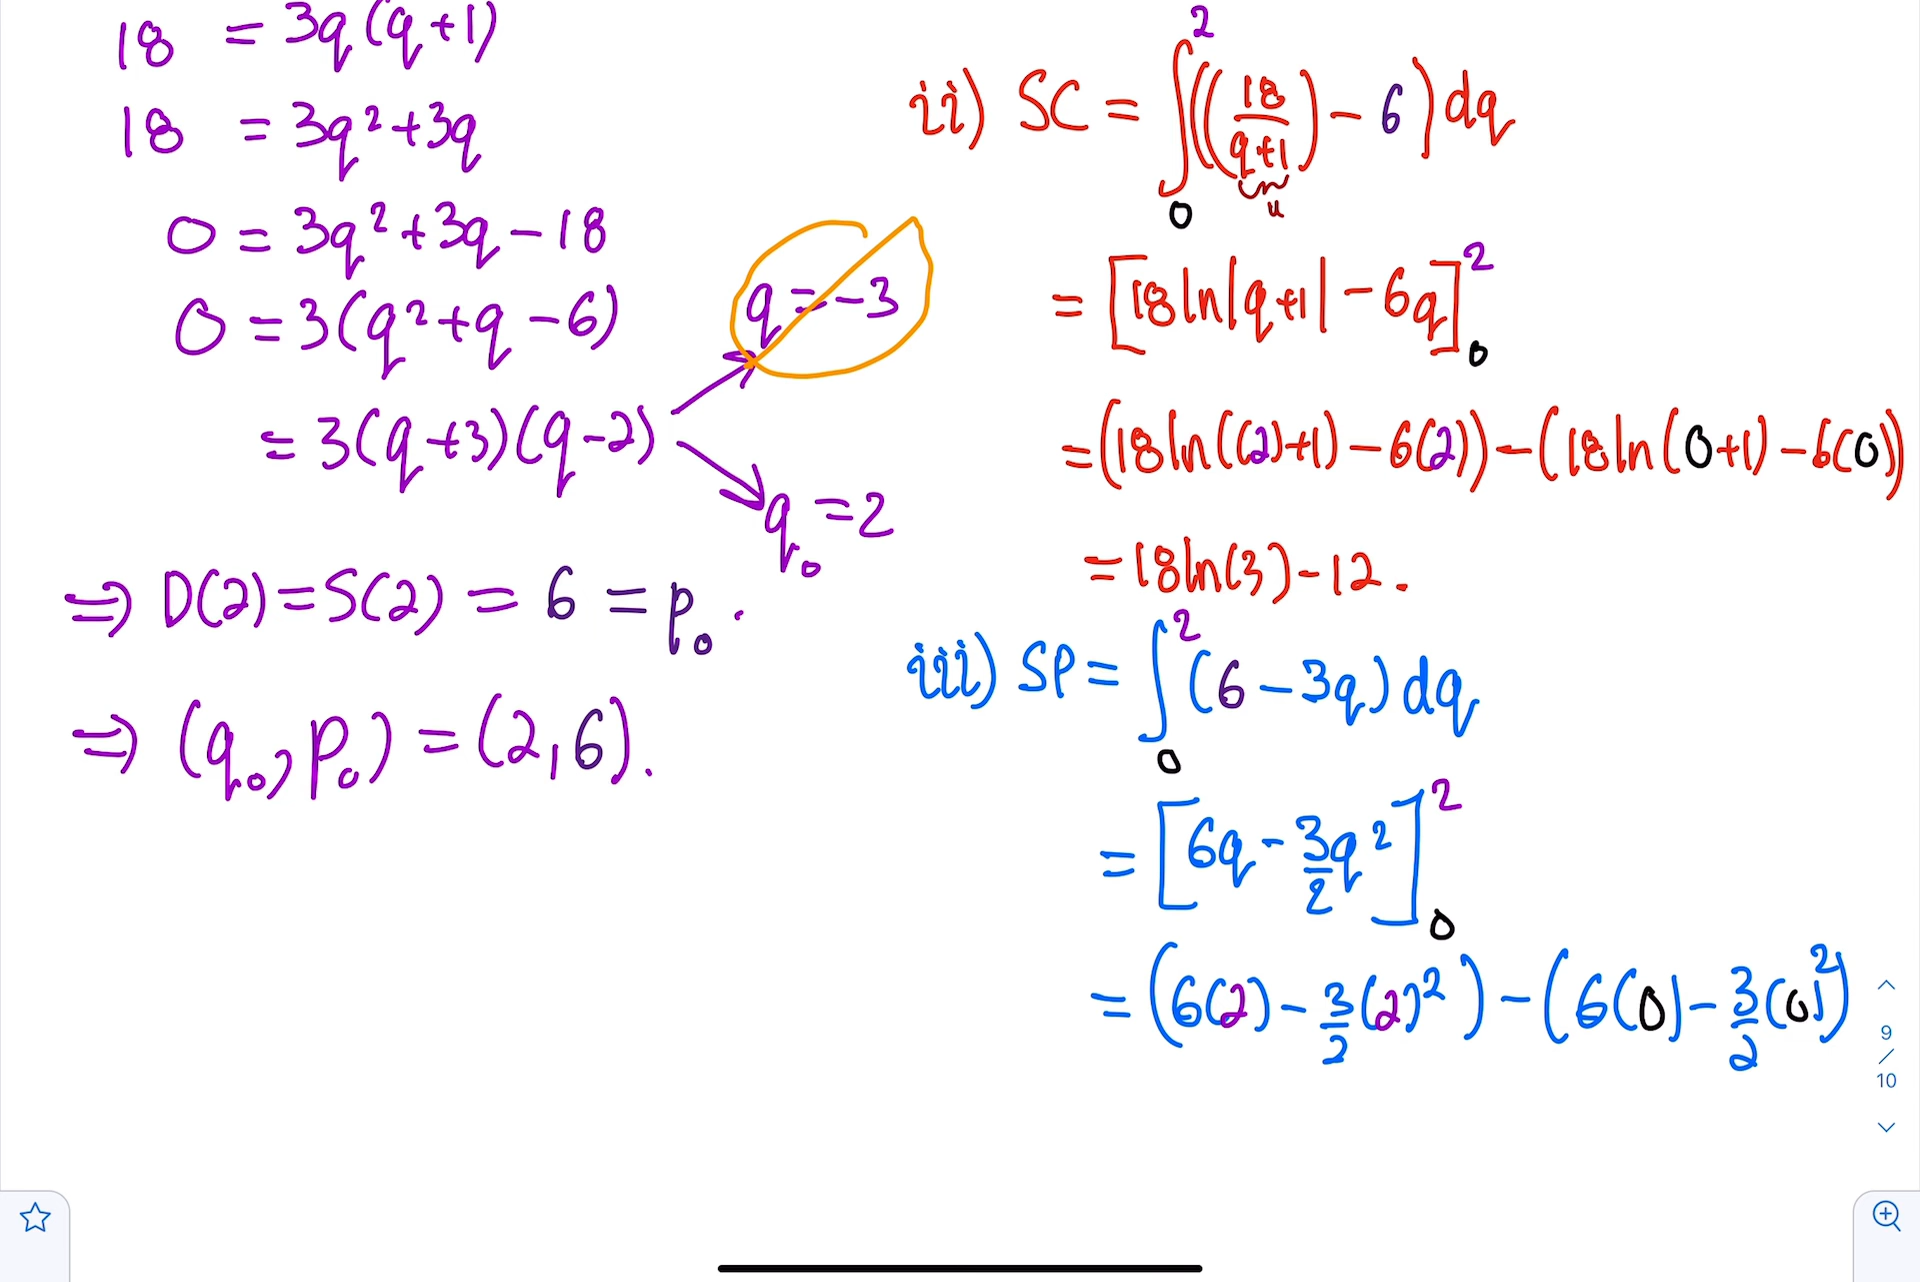 18 = 3q(q+1)
18 = 3q²+3q
0 = 3q²+3q-18
0 = 3(q²+q-6)
= 3(q+3)(q-2)
q = -3
q₀ = 2
⇒ D(2) = S(2) = 6 = p₀.
⇒ (q₀, p₀) = (2,6).
ii) SC = ∫₀² ((18/(q+1)) - 6) dq
u
= [18ln|q+1| - 6q]₀²
= (18ln((2)+1) - 6(2)) - (18ln(0+1) - 6(0))
= 18ln(3) - 12.
iii) SP = ∫₀² (6 - 3q) dq
= [6q - 3/2 q²]₀²
= (6(2) - 3/2 (2)²) - (6(0) - 3/2 (0)²)
9
/
10